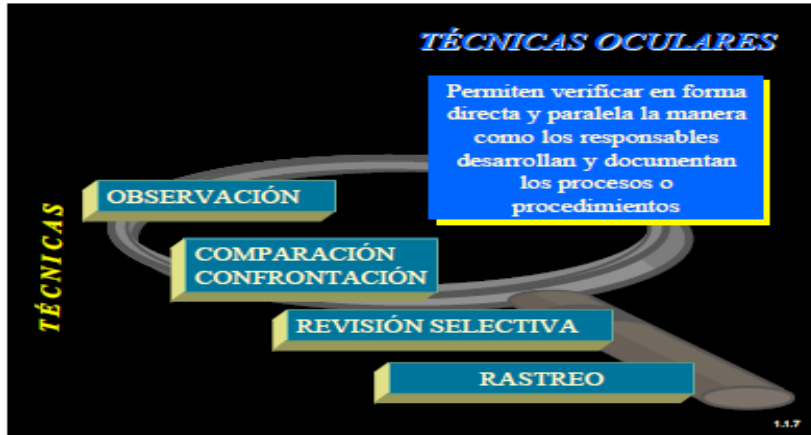 TÉCNICAS OCULARES
Permiten verificar en forma
directa y paralela la manera
como los responsables
desarrollan y documentan
los procesos o
procedimientos
TÉCNICAS
OBSERVACIÓN
COMPARACIÓN
CONFRONTACIÓN
REVISIÓN SELECTIVA
RASTREO
1.1.7